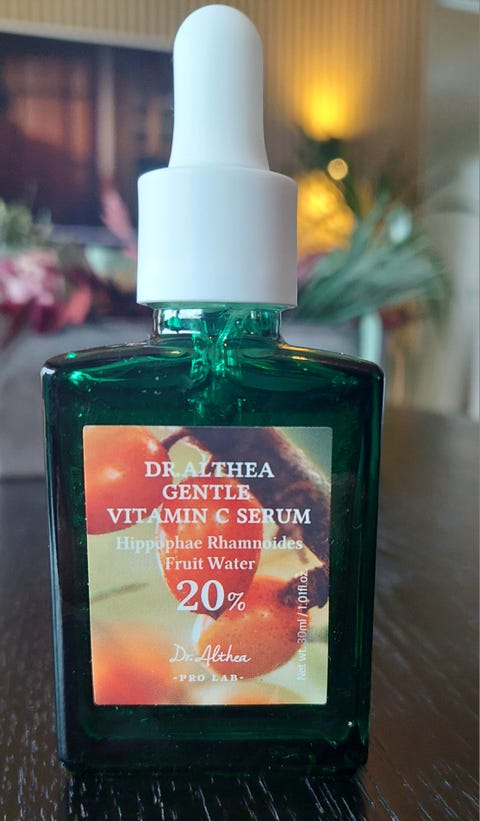 DR.ALTHEA
GENTLE
VITAMIN C SERUM
Hippophae Rhamnoides
Fruit Water
20%
Dr.Althea
-PRO LAB-
Net wt. 30ml / 1.01fl.oz.